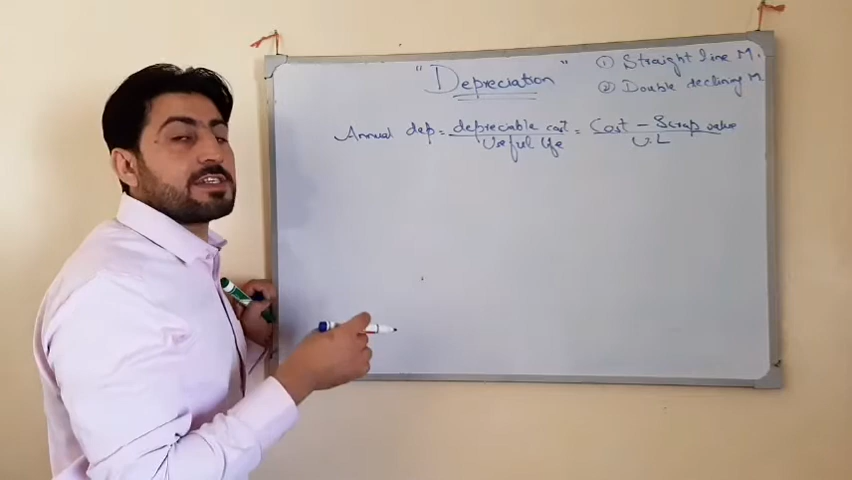 "Depreciation"
① Straight line M.
② Double declining M
Annual dep = depreciable cost / Useful life = Cost - Scrap value / U.L